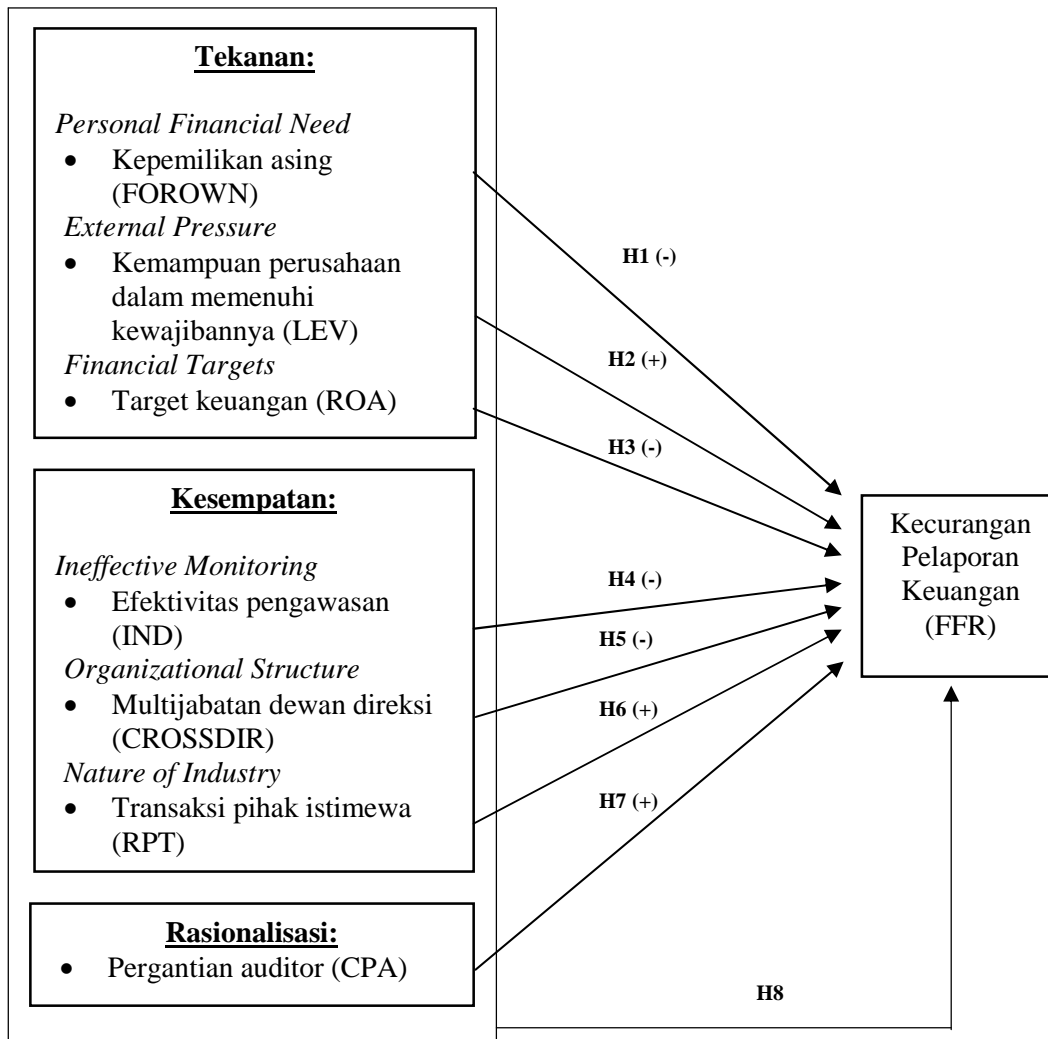 Tekanan:
Personal Financial Need
• Kepemilikan asing
(FOROWN)
External Pressure
• Kemampuan perusahaan
dalam memenuhi
kewajibannya (LEV)
Financial Targets
• Target keuangan (ROA)
Kesempatan:
Ineffective Monitoring
• Efektivitas pengawasan
(IND)
Organizational Structure
• Multijabatan dewan direksi
(CROSSDIR)
Nature of Industry
• Transaksi pihak istimewa
(RPT)
Rasionalisasi:
• Pergantian auditor (CPA)
H1 (-)
H2 (+)
H3 (-)
H4 (-)
H5 (-)
H6 (+)
H7 (+)
H8
Kecurangan
Pelaporan
Keuangan
(FFR)